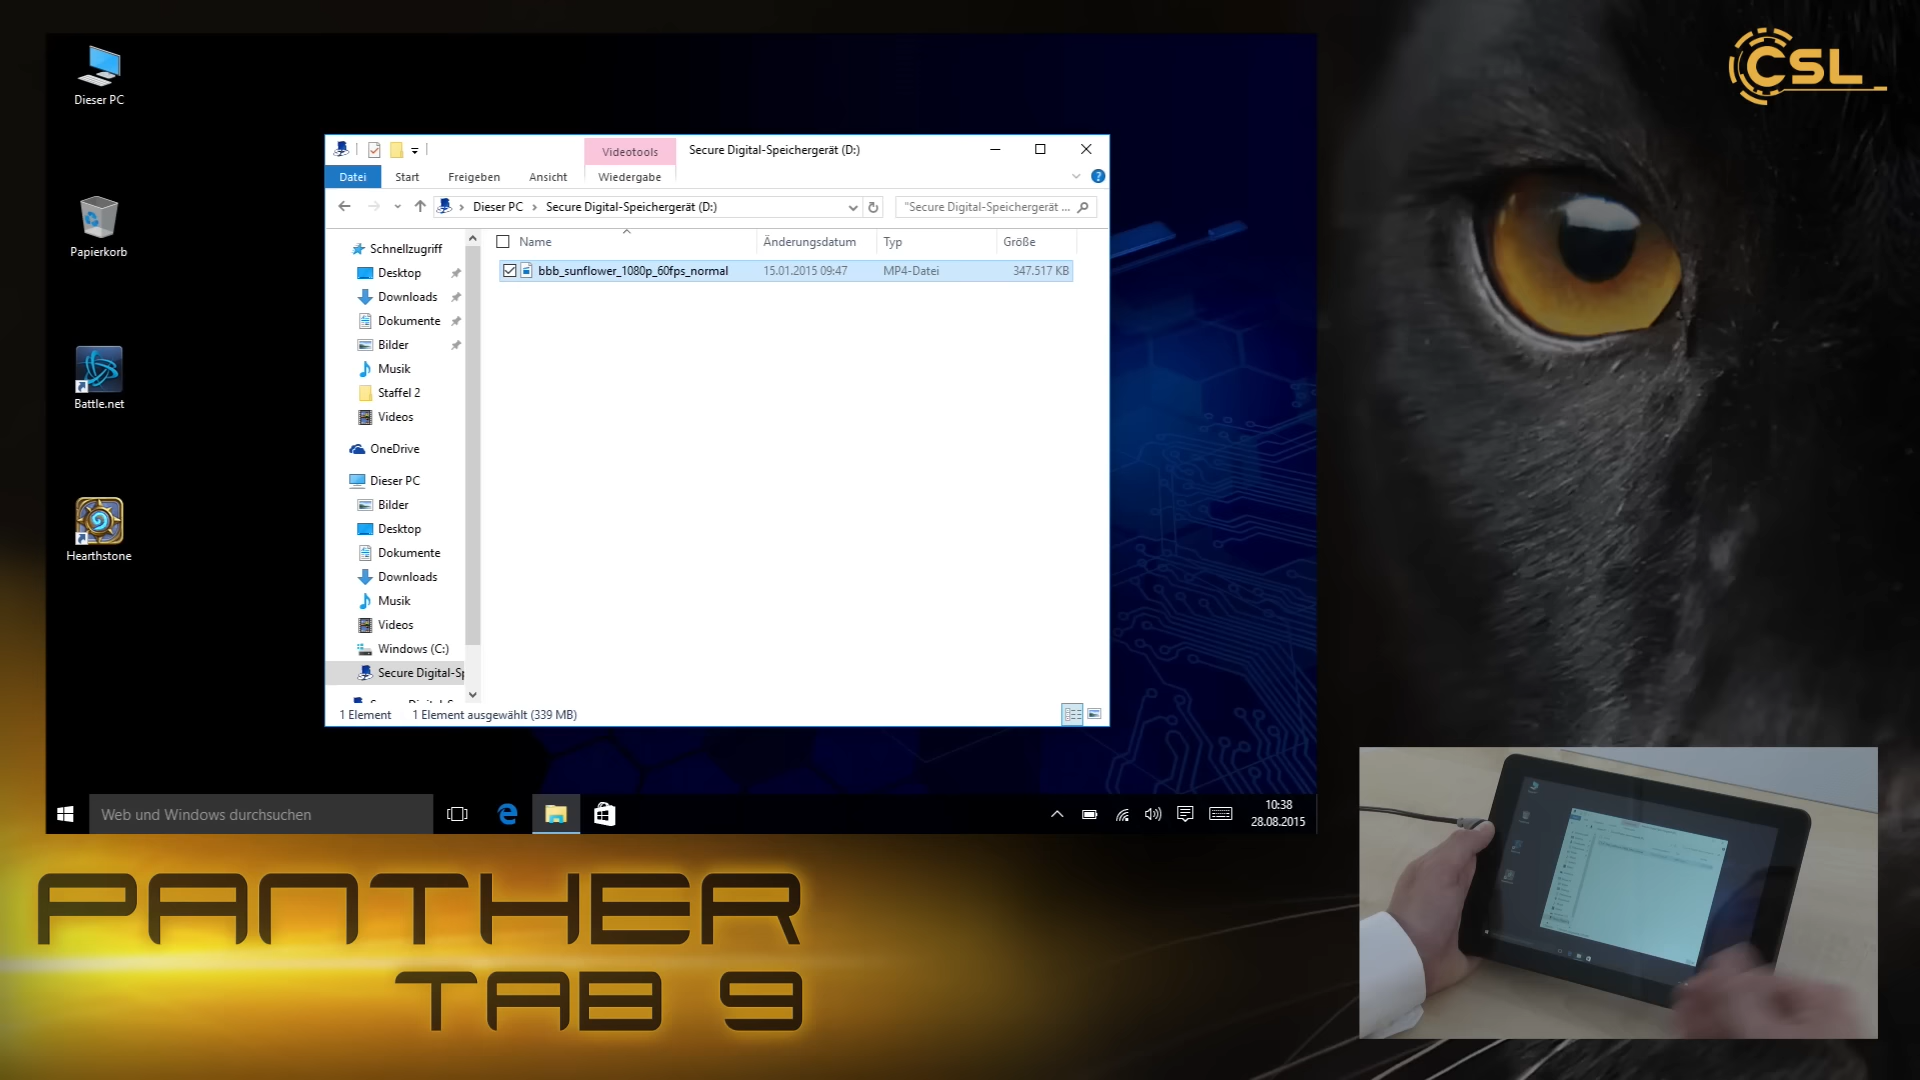 CSL
Dieser PC
Papierkorb
Battle.net
Hearthstone
Videotools
Secure Digital-Speichergerät (D:)
Datei
Start
Freigeben
Ansicht
Wiedergabe
Dieser PC
Secure Digital-Speichergerät (D:)
"Secure Digital-Speichergerät ...
Name
Änderungsdatum
Typ
Größe
bbb_sunflower_1080p_60fps_normal
15.01.2015 09:47
MP4-Datei
347.517 KB
Schnellzugriff
Desktop
Downloads
Dokumente
Bilder
Musik
Staffel 2
Videos
OneDrive
Dieser PC
Bilder
Desktop
Dokumente
Downloads
Musik
Videos
Windows (C:)
Secure Digital-Sp
1 Element
1 Element ausgewählt (339 MB)
Web und Windows durchsuchen
10:38
28.08.2015
PANTHER
TAB 9